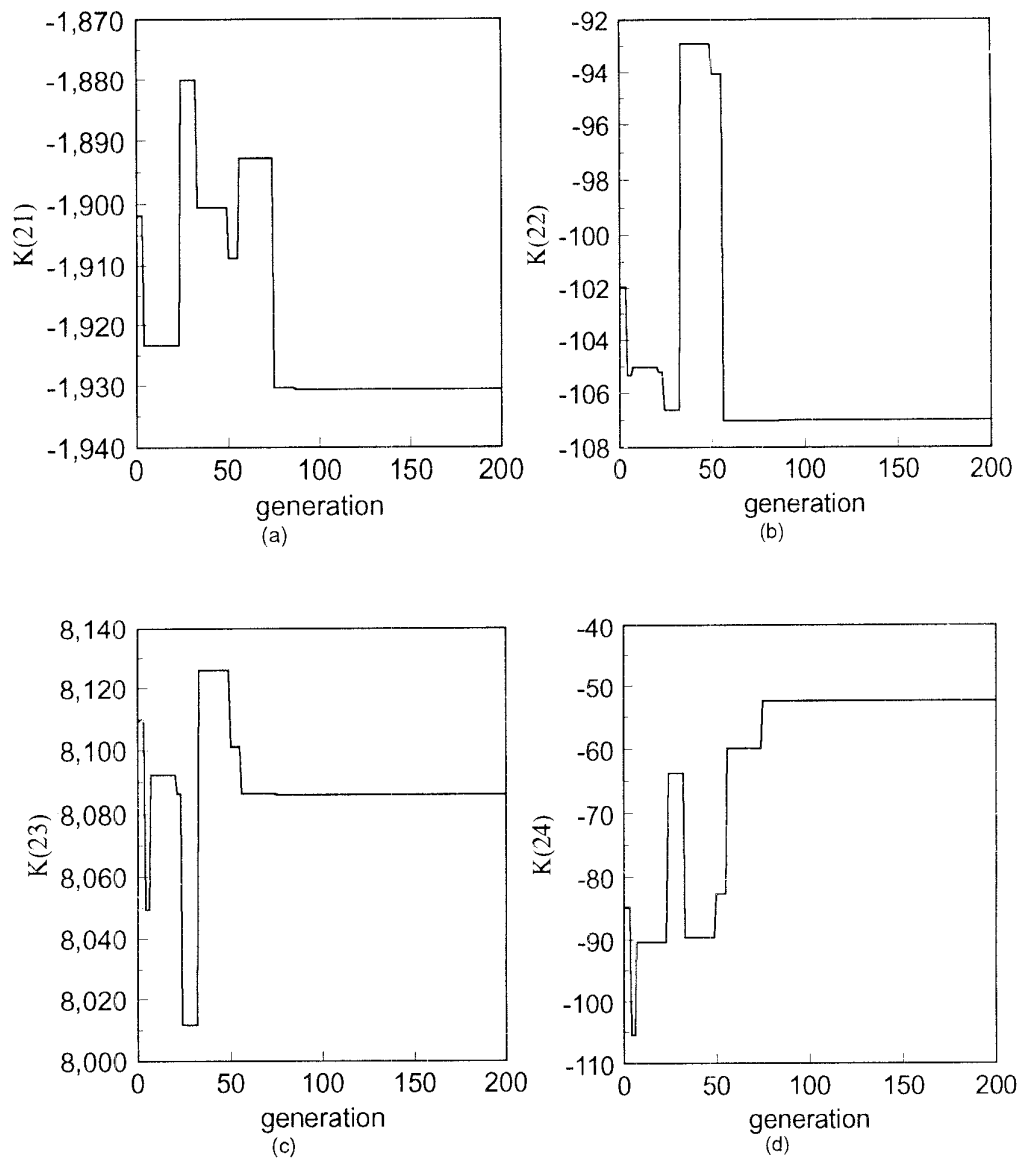 -1,870
-1,880
-1,890
-1,900
-1,910
-1,920
-1,930
-1,940
K(21)
0 50 100 150 200
generation
(a)
-92
-94
-96
-98
-100
-102
-104
-106
-108
K(22)
0 50 100 150 200
generation
(b)
8,140
8,120
8,100
8,080
8,060
8,040
8,020
8,000
K(23)
0 50 100 150 200
generation
(c)
-40
-50
-60
-70
-80
-90
-100
-110
K(24)
0 50 100 150 200
generation
(d)